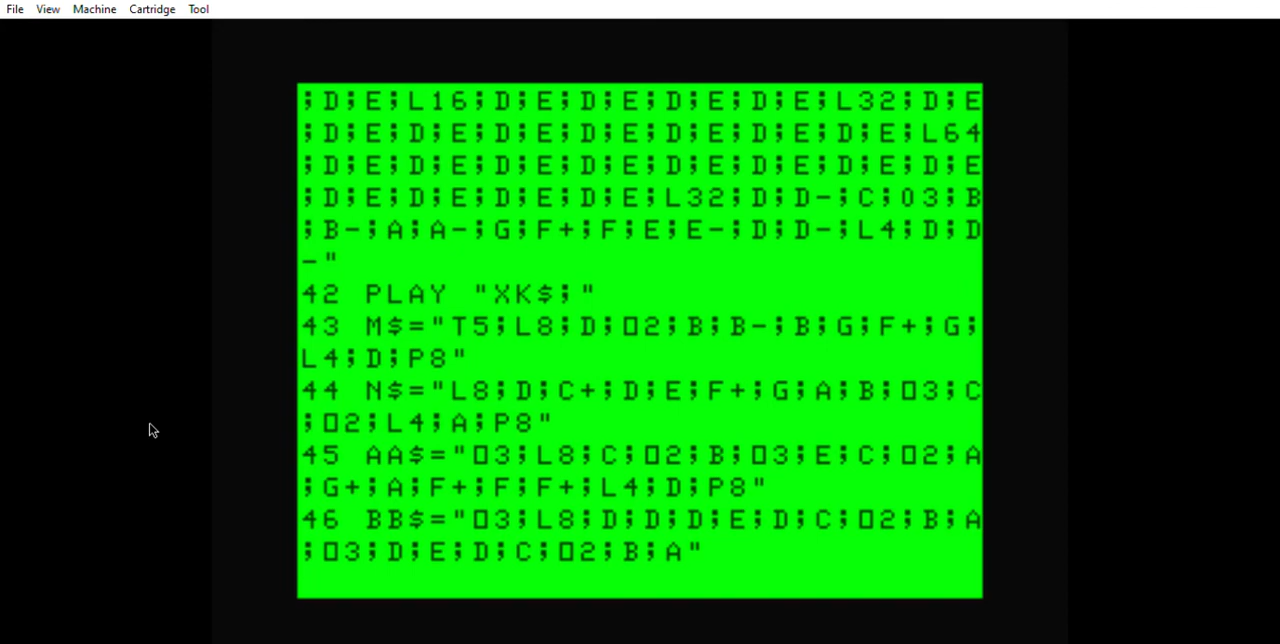 File View Machine Cartridge Tool
;D;E;L16;D;E;D;E;D;E;D;E;L32;D;E
;D;E;D;E;D;E;D;E;D;E;D;E;D;E;L64
;D;E;D;E;D;E;D;E;D;E;D;E;D;E;D;E
;D;E;D;E;D;E;D;E;L32;D;D-;C;O3;B
;B-;A;A-;G;F+;F;E;E-;D;D-;L4;D;D
-"
42 PLAY "XK$;"
43 M$="T5;L8;D;O2;B;B-;B;G;F+;G;
L4;D;P8"
44 N$="L8;D;C+;D;E;F+;G;A;B;O3;C
;O2;L4;A;P8"
45 AA$="O3;L8;C;O2;B;O3;E;C;O2;A
;G+;A;F+;F;F+;L4;D;P8"
46 BB$="O3;L8;D;D;D;E;D;C;O2;B;A
;O3;D;E;D;C;O2;B;A"